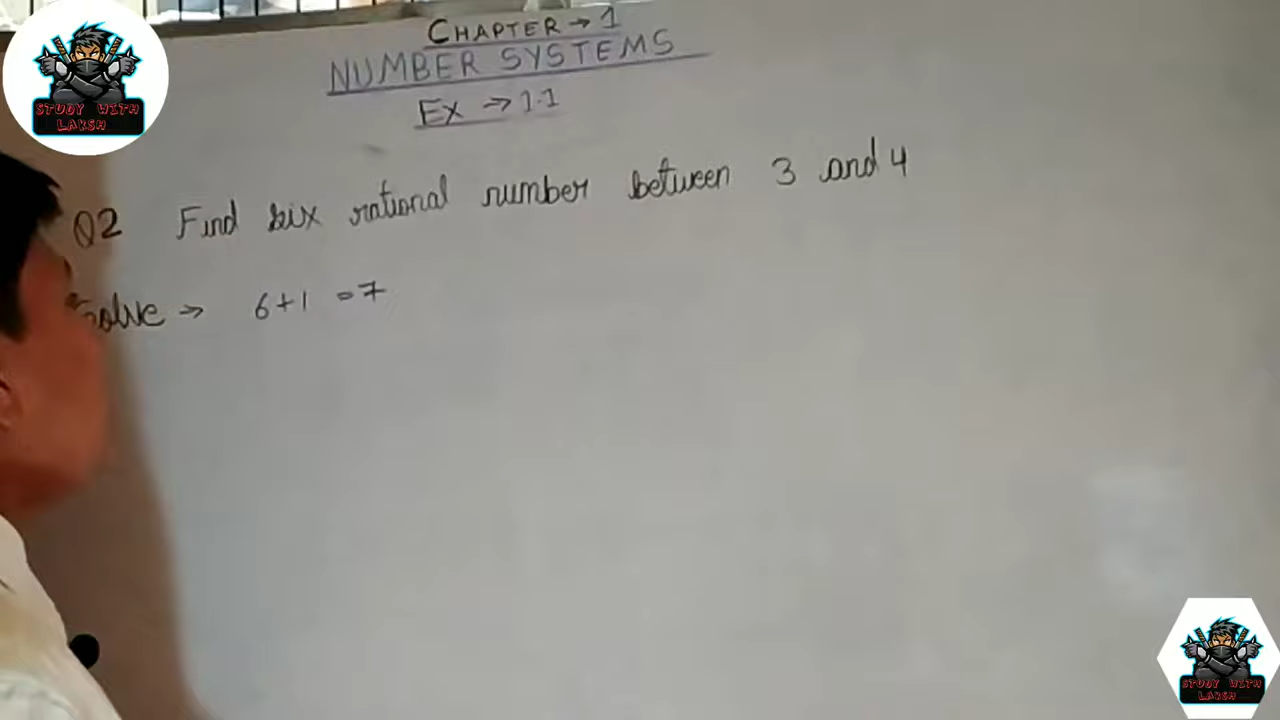 CHAPTER → 1
NUMBER SYSTEMS
Ex → 1.1
Q2 Find six rational number between 3 and 4
Solve → 6+1 = 7
STUDY WITH
LAKSH
STUDY WITH
LAKSH